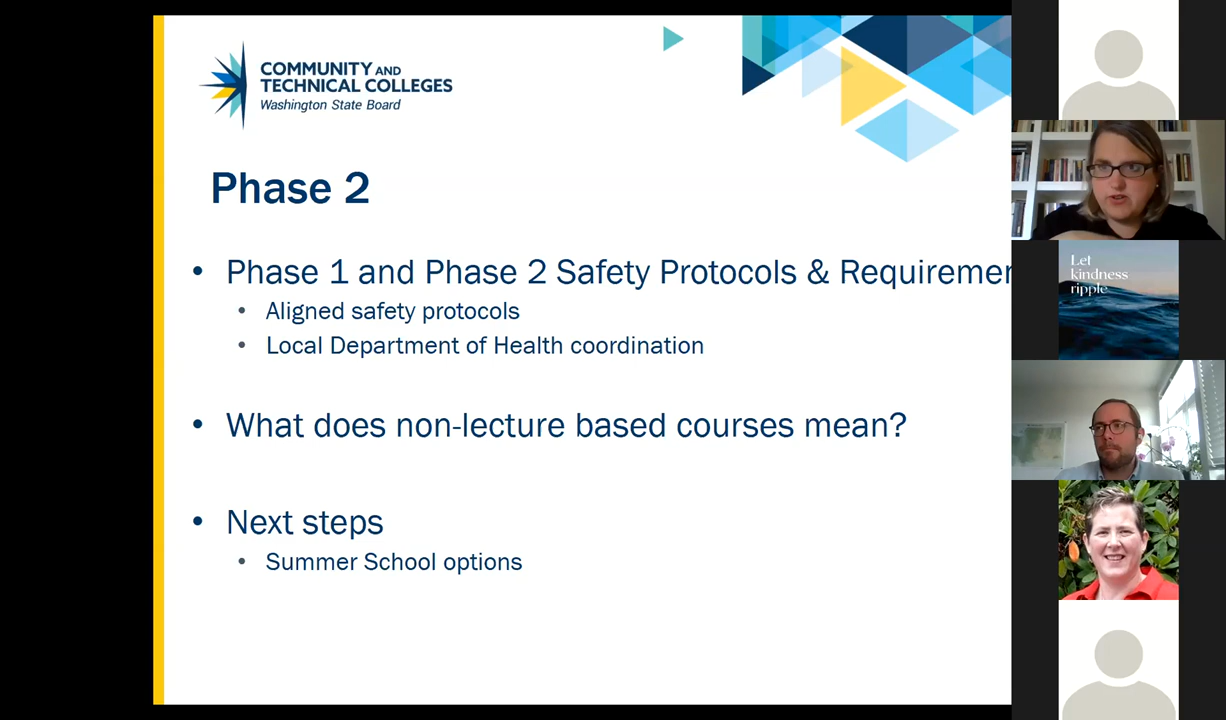 COMMUNITY AND
TECHNICAL COLLEGES
Washington State Board
Phase 2
• Phase 1 and Phase 2 Safety Protocols & Requiremen
• Aligned safety protocols
• Local Department of Health coordination
• What does non-lecture based courses mean?
• Next steps
• Summer School options
Let
kindness
ripple